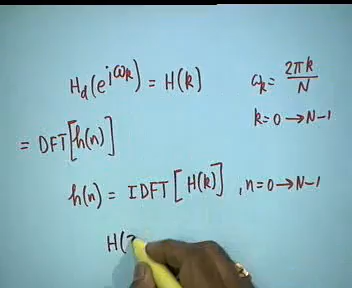 H_d(e^{jω_k}) = H(k)    ω_k = 2πk/N
k = 0 → N-1
= DFT[h(n)]
h(n) = IDFT[H(k)], n = 0 → N-1
H(